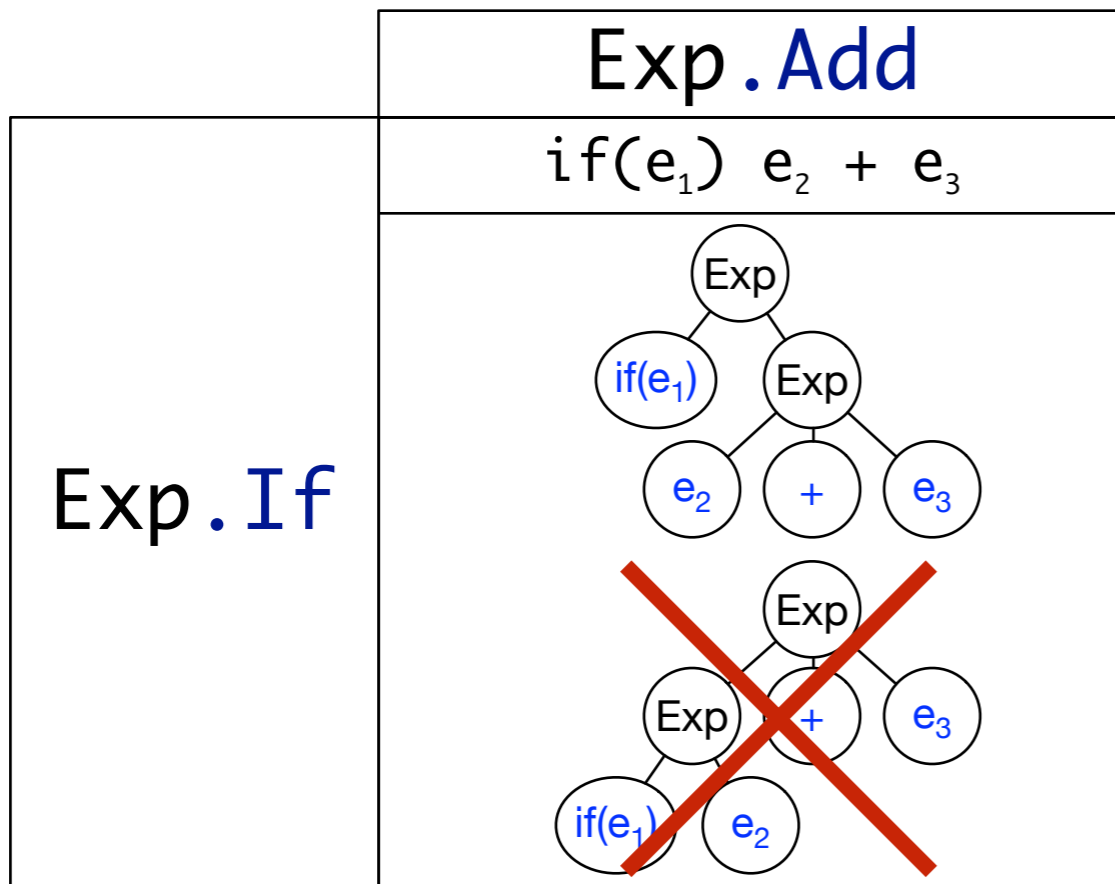 Exp.Add
if(e₁) e₂ + e₃
Exp.If
Exp
if(e₁) Exp
e₂ + e₃
Exp
Exp + e₃
if(e₁) e₂